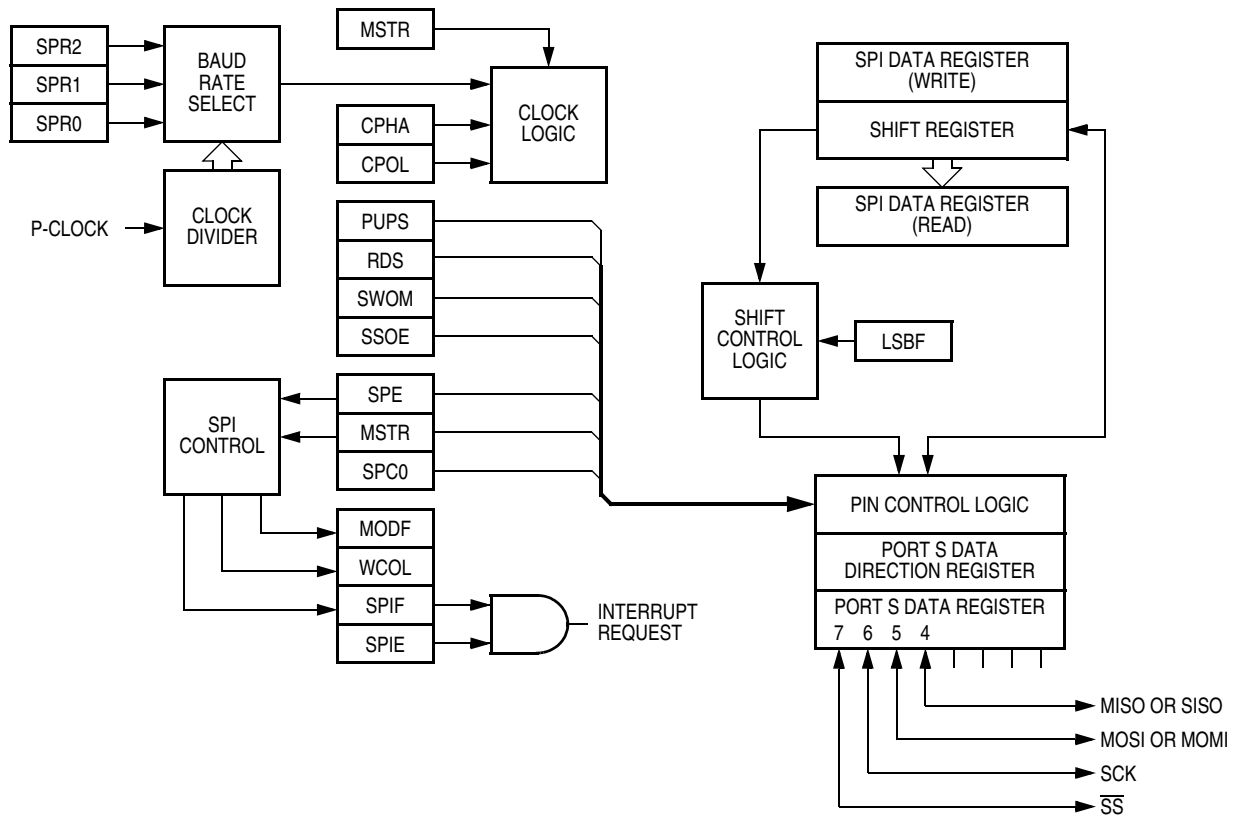 SPR2
SPR1
SPR0
BAUD
RATE
SELECT
P-CLOCK
CLOCK
DIVIDER
MSTR
CPHA
CPOL
CLOCK
LOGIC
PUPS
RDS
SWOM
SSOE
SPE
MSTR
SPC0
SPI
CONTROL
MODF
WCOL
SPIF
SPIE
INTERRUPT
REQUEST
SPI DATA REGISTER
(WRITE)
SHIFT REGISTER
SPI DATA REGISTER
(READ)
SHIFT
CONTROL
LOGIC
LSBF
PIN CONTROL LOGIC
PORT S DATA
DIRECTION REGISTER
PORT S DATA REGISTER
7 6 5 4
MISO OR SISO
MOSI OR MOMI
SCK
S̅S̅